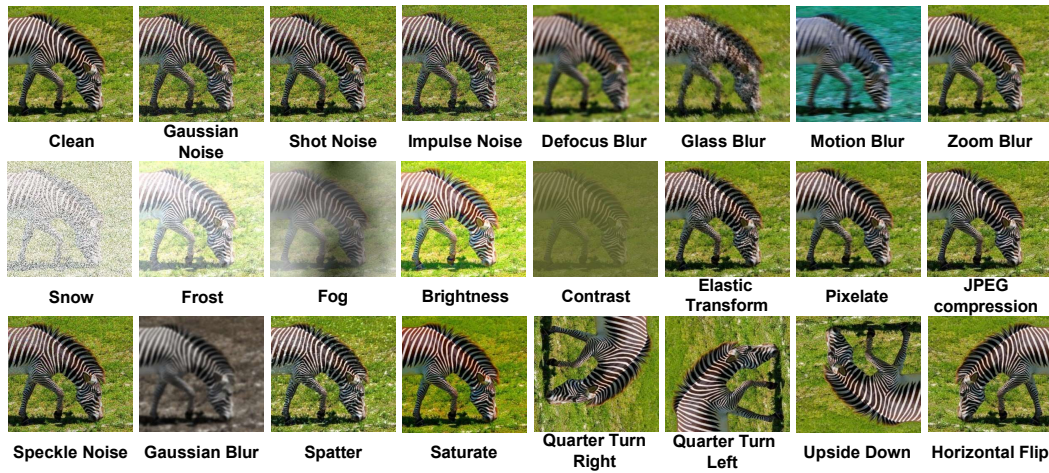 Clean
Gaussian
Noise
Shot Noise
Impulse Noise
Defocus Blur
Glass Blur
Motion Blur
Zoom Blur
Snow
Frost
Fog
Brightness
Contrast
Elastic
Transform
Pixelate
JPEG
compression
Speckle Noise
Gaussian Blur
Spatter
Saturate
Quarter Turn
Right
Quarter Turn
Left
Upside Down
Horizontal Flip